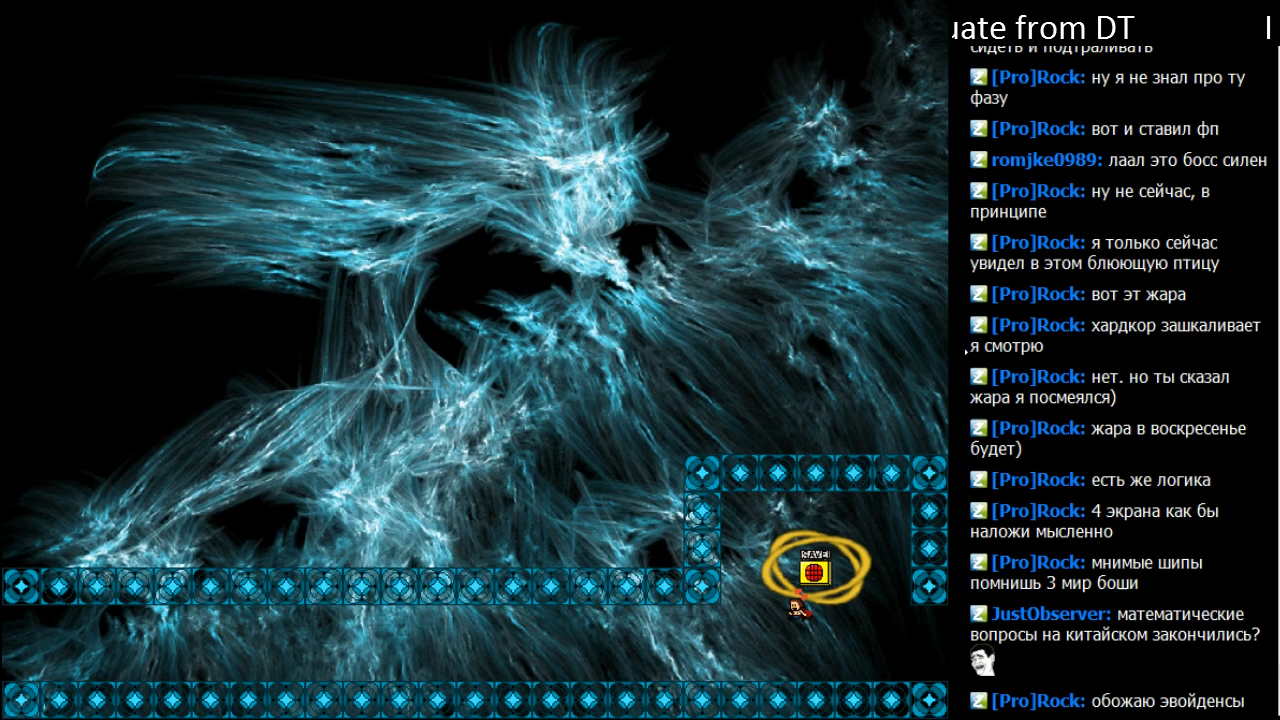 uate from DT
I
сидеть и подтраливать
[Pro]Rock: ну я не знал про ту
фазу
[Pro]Rock: вот и ставил фп
romjke0989: лаал это босс силен
[Pro]Rock: ну не сейчас, в
принципе
[Pro]Rock: я только сейчас
увидел в этом блюющую птицу
[Pro]Rock: вот эт жара
[Pro]Rock: хардкор зашкаливает
я смотрю
[Pro]Rock: нет. но ты сказал
жара я посмеялся)
[Pro]Rock: жара в воскресенье
будет)
[Pro]Rock: есть же логика
[Pro]Rock: 4 экрана как бы
наложи мысленно
[Pro]Rock: мнимые шипы
помнишь 3 мир боши
JustObserver: математические
вопросы на китайском закончились?
[Pro]Rock: обожаю эвойденсы
SAVE!